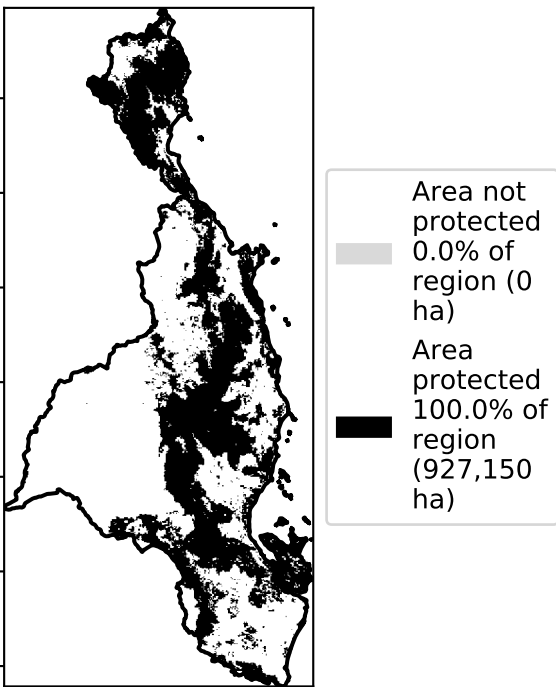 Area not
protected
0.0% of
region (0
ha)
Area
protected
100.0% of
region
(927,150
ha)